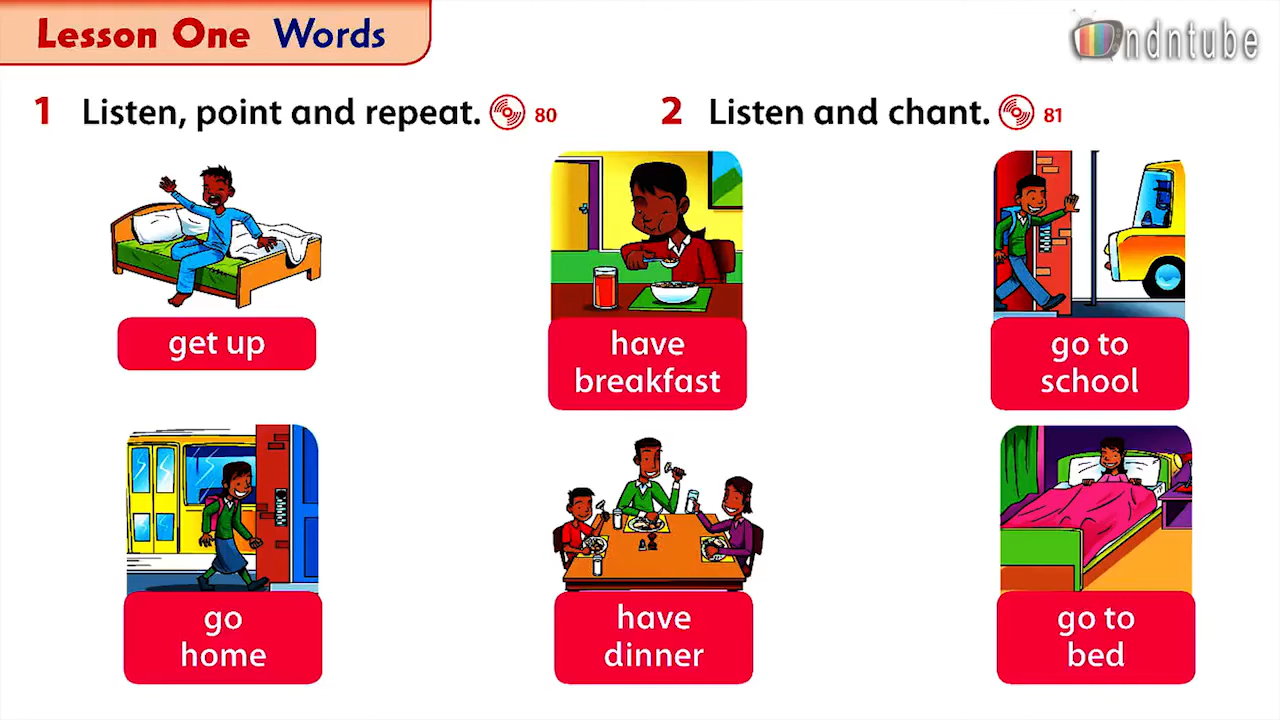 Lesson One Words
ndntube
1 Listen, point and repeat. 80
2 Listen and chant. 81
get up
have
breakfast
go to
school
go
home
have
dinner
go to
bed